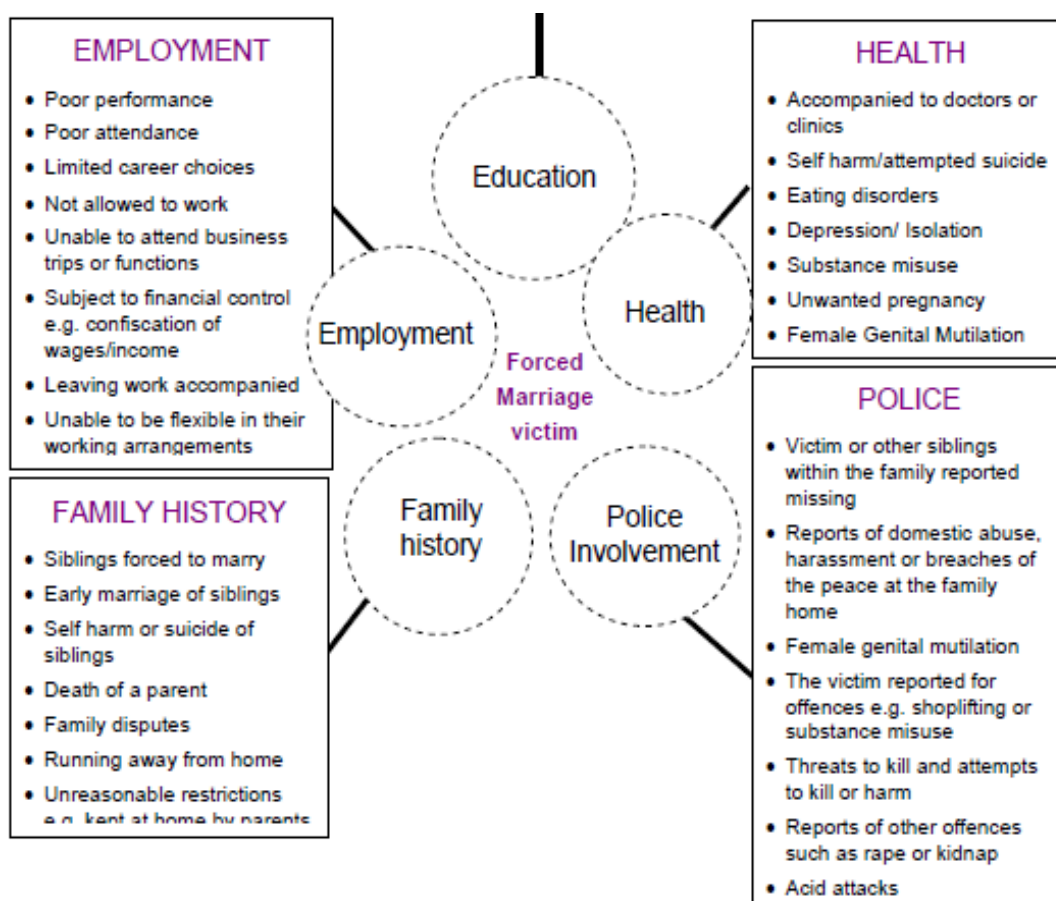 EMPLOYMENT
• Poor performance
• Poor attendance
• Limited career choices
• Not allowed to work
• Unable to attend business
trips or functions
• Subject to financial control
e.g. confiscation of
wages/income
• Leaving work accompanied
• Unable to be flexible in their
working arrangements
FAMILY HISTORY
• Siblings forced to marry
• Early marriage of siblings
• Self harm or suicide of
siblings
• Death of a parent
• Family disputes
• Running away from home
• Unreasonable restrictions
e.g. kept at home by parents
Education
Employment
Health
Forced
Marriage
victim
Family
history
Police
Involvement
HEALTH
• Accompanied to doctors or
clinics
• Self harm/attempted suicide
• Eating disorders
• Depression/ Isolation
• Substance misuse
• Unwanted pregnancy
• Female Genital Mutilation
POLICE
• Victim or other siblings
within the family reported
missing
• Reports of domestic abuse,
harassment or breaches of
the peace at the family
home
• Female genital mutilation
• The victim reported for
offences e.g. shoplifting or
substance misuse
• Threats to kill and attempts
to kill or harm
• Reports of other offences
such as rape or kidnap
• Acid attacks